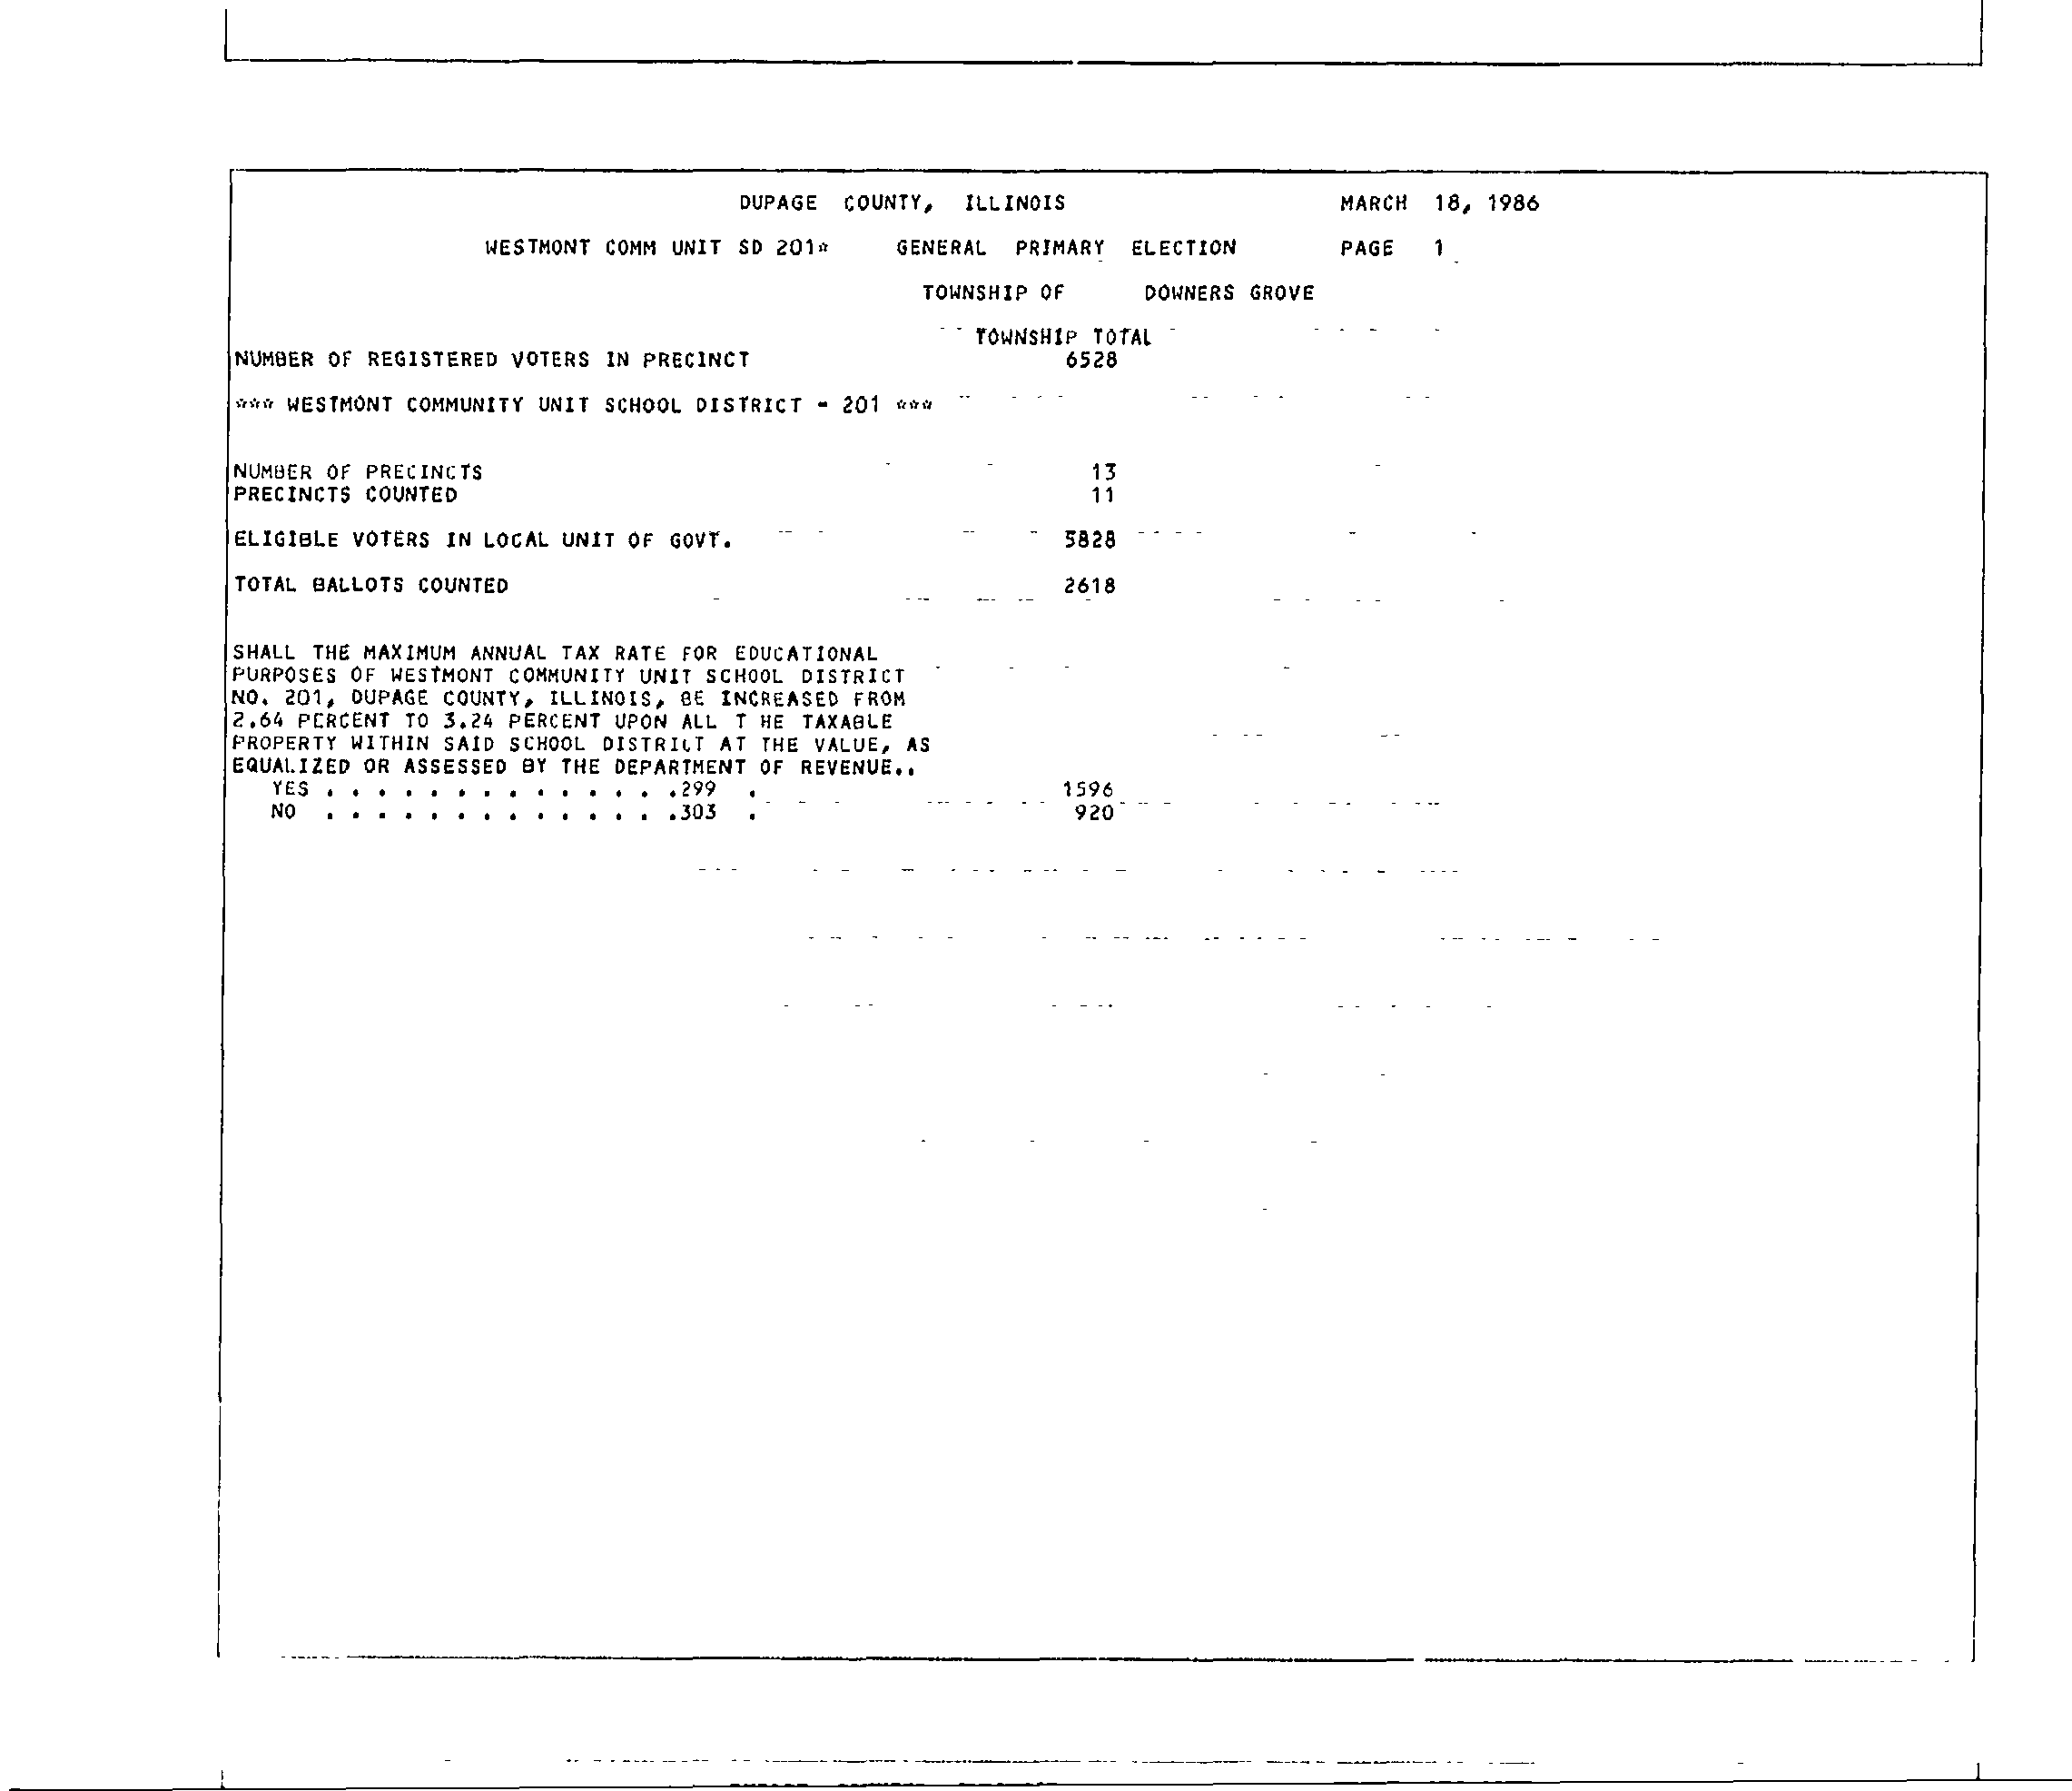 DUPAGE COUNTY, ILLINOIS MARCH 18, 1986
WESTMONT COMM UNIT SD 201* GENERAL PRIMARY ELECTION PAGE 1
TOWNSHIP OF DOWNERS GROVE
TOWNSHIP TOTAL
NUMBER OF REGISTERED VOTERS IN PRECINCT 6528
*** WESTMONT COMMUNITY UNIT SCHOOL DISTRICT - 201 ***
NUMBER OF PRECINCTS 13
PRECINCTS COUNTED 11
ELIGIBLE VOTERS IN LOCAL UNIT OF GOVT. 5828
TOTAL BALLOTS COUNTED 2618
SHALL THE MAXIMUM ANNUAL TAX RATE FOR EDUCATIONAL
PURPOSES OF WESTMONT COMMUNITY UNIT SCHOOL DISTRICT
NO. 201, DUPAGE COUNTY, ILLINOIS, BE INCREASED FROM
2.64 PERCENT TO 3.24 PERCENT UPON ALL T HE TAXABLE
PROPERTY WITHIN SAID SCHOOL DISTRICT AT THE VALUE, AS
EQUALIZED OR ASSESSED BY THE DEPARTMENT OF REVENUE..
YES . . . . . . . . . . . . . .299 . 1596
NO . . . . . . . . . . . . . .303 . 920